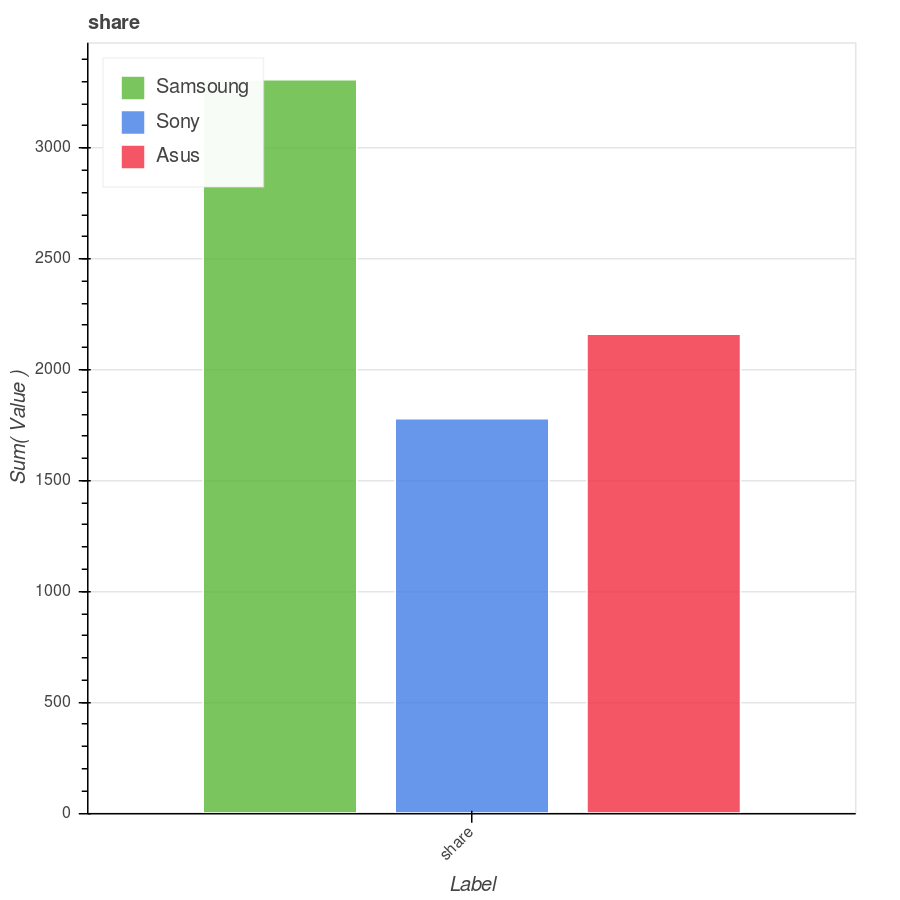 share
Samsoung
Sony
Asus
3000
2500
2000
1500
1000
500
0
Sum( Value )
share
Label